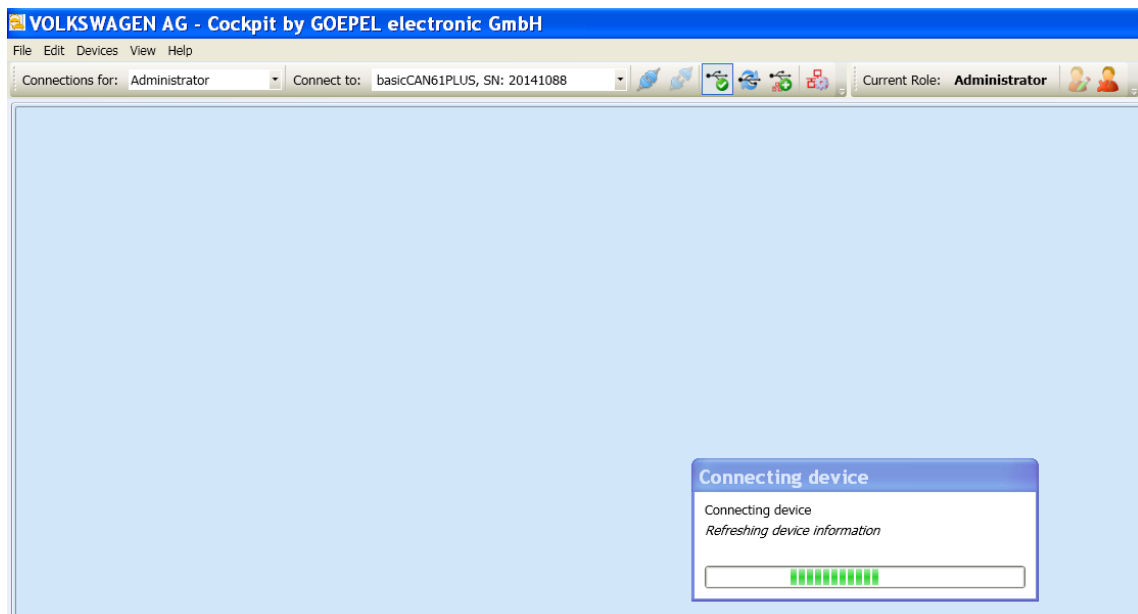 VOLKSWAGEN AG - Cockpit by GOEPEL electronic GmbH
File Edit Devices View Help
Connections for: Administrator Connect to: basicCAN61PLUS, SN: 20141088 Current Role: Administrator
Connecting device
Connecting device
Refreshing device information